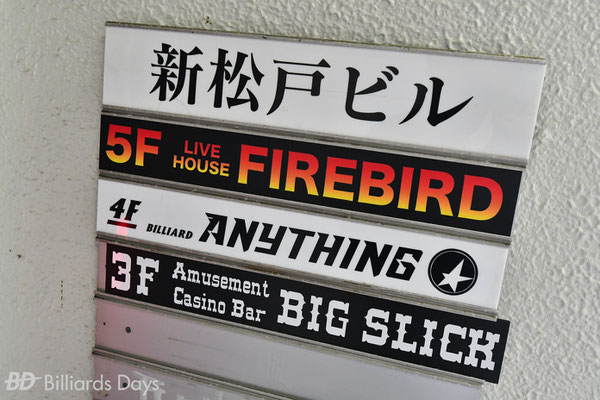 新松戸ビル
5F LIVE HOUSE FIREBIRD
4F BILLIARD ANYTHING
3F Amusement Casino Bar BIG SLICK
BD Billiards Days